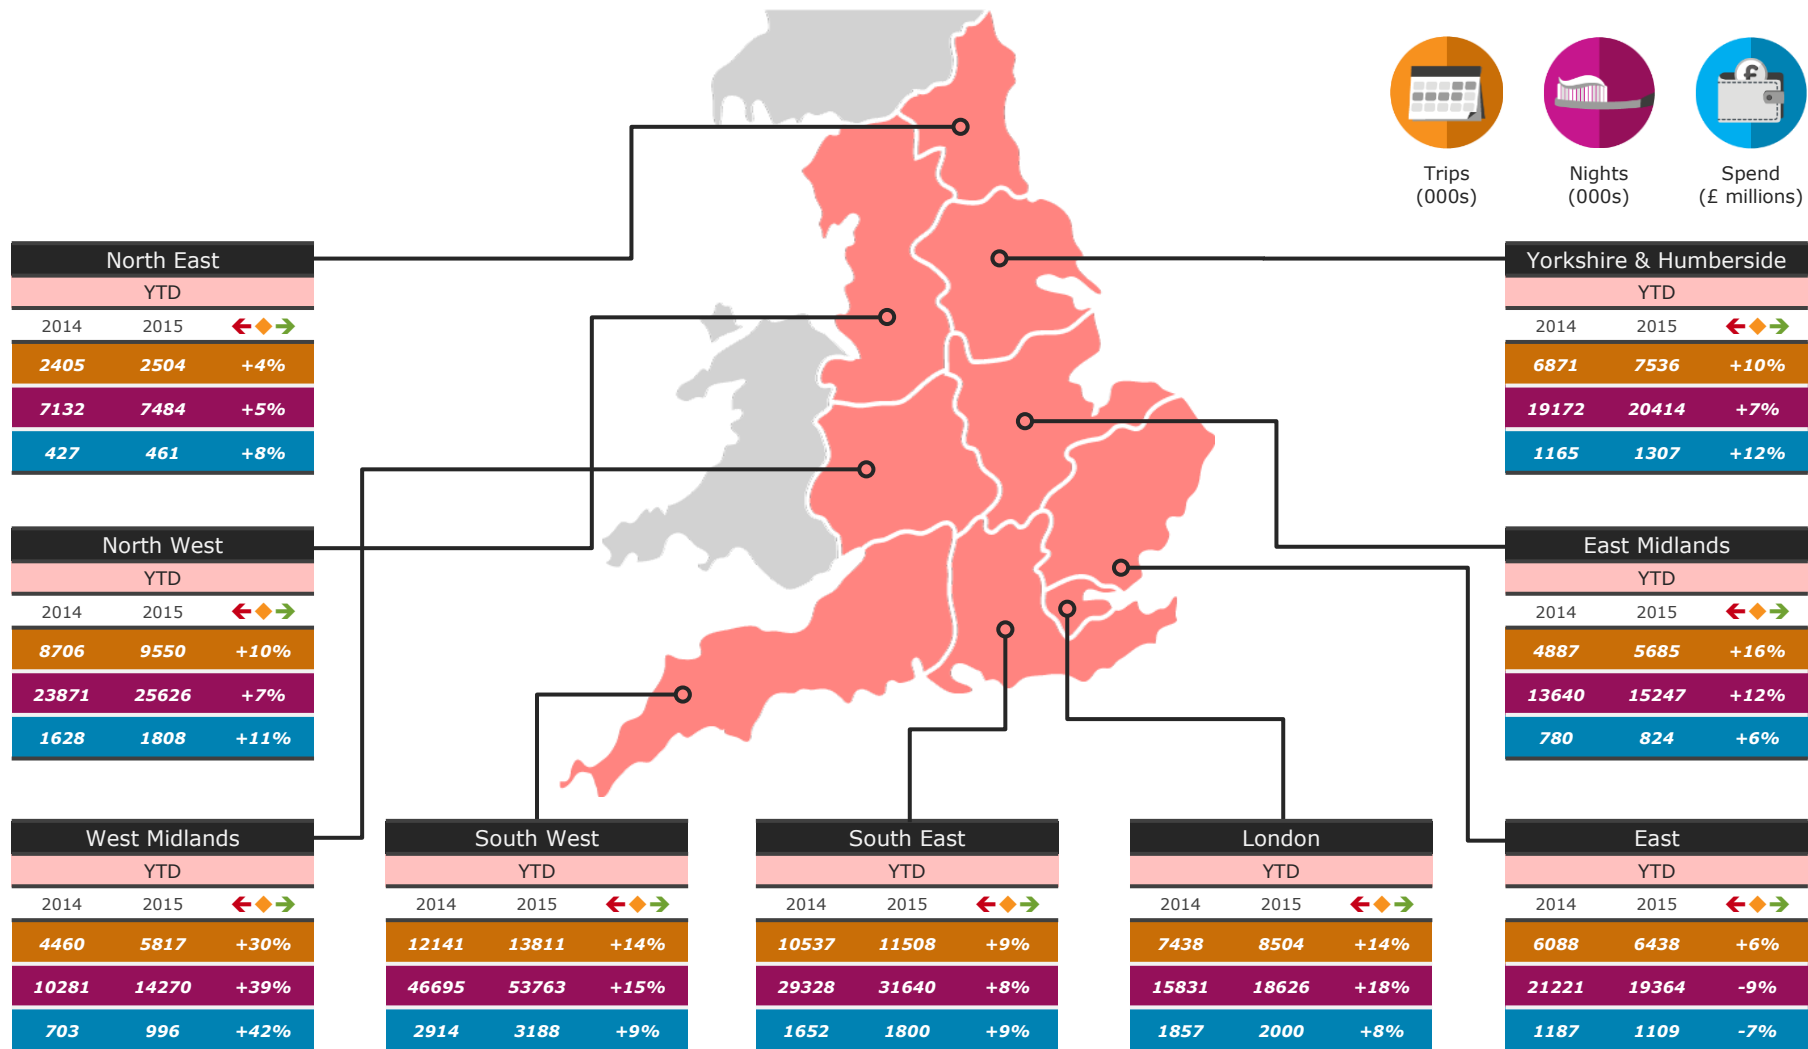 £
Trips
(000s)
Nights
(000s)
Spend
(£ millions)
North East
YTD
2014 2015
2405 2504 +4%
7132 7484 +5%
427 461 +8%
Yorkshire & Humberside
YTD
2014 2015
6871 7536 +10%
19172 20414 +7%
1165 1307 +12%
North West
YTD
2014 2015
8706 9550 +10%
23871 25626 +7%
1628 1808 +11%
East Midlands
YTD
2014 2015
4887 5685 +16%
13640 15247 +12%
780 824 +6%
West Midlands
YTD
2014 2015
4460 5817 +30%
10281 14270 +39%
703 996 +42%
South West
YTD
2014 2015
12141 13811 +14%
46695 53763 +15%
2914 3188 +9%
South East
YTD
2014 2015
10537 11508 +9%
29328 31640 +8%
1652 1800 +9%
London
YTD
2014 2015
7438 8504 +14%
15831 18626 +18%
1857 2000 +8%
East
YTD
2014 2015
6088 6438 +6%
21221 19364 -9%
1187 1109 -7%